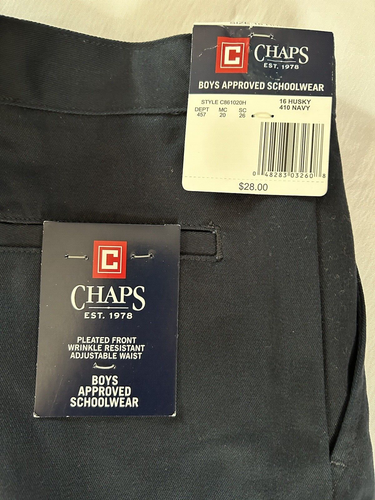 C CHAPS
EST. 1978
BOYS APPROVED SCHOOLWEAR
STYLE C861020H
16 HUSKY
DEPT MC SC
410 NAVY
457 20 26
0 48283 03260 8
$28.00
C
CHAPS
EST. 1978
PLEATED FRONT
WRINKLE RESISTANT
ADJUSTABLE WAIST
BOYS
APPROVED
SCHOOLWEAR